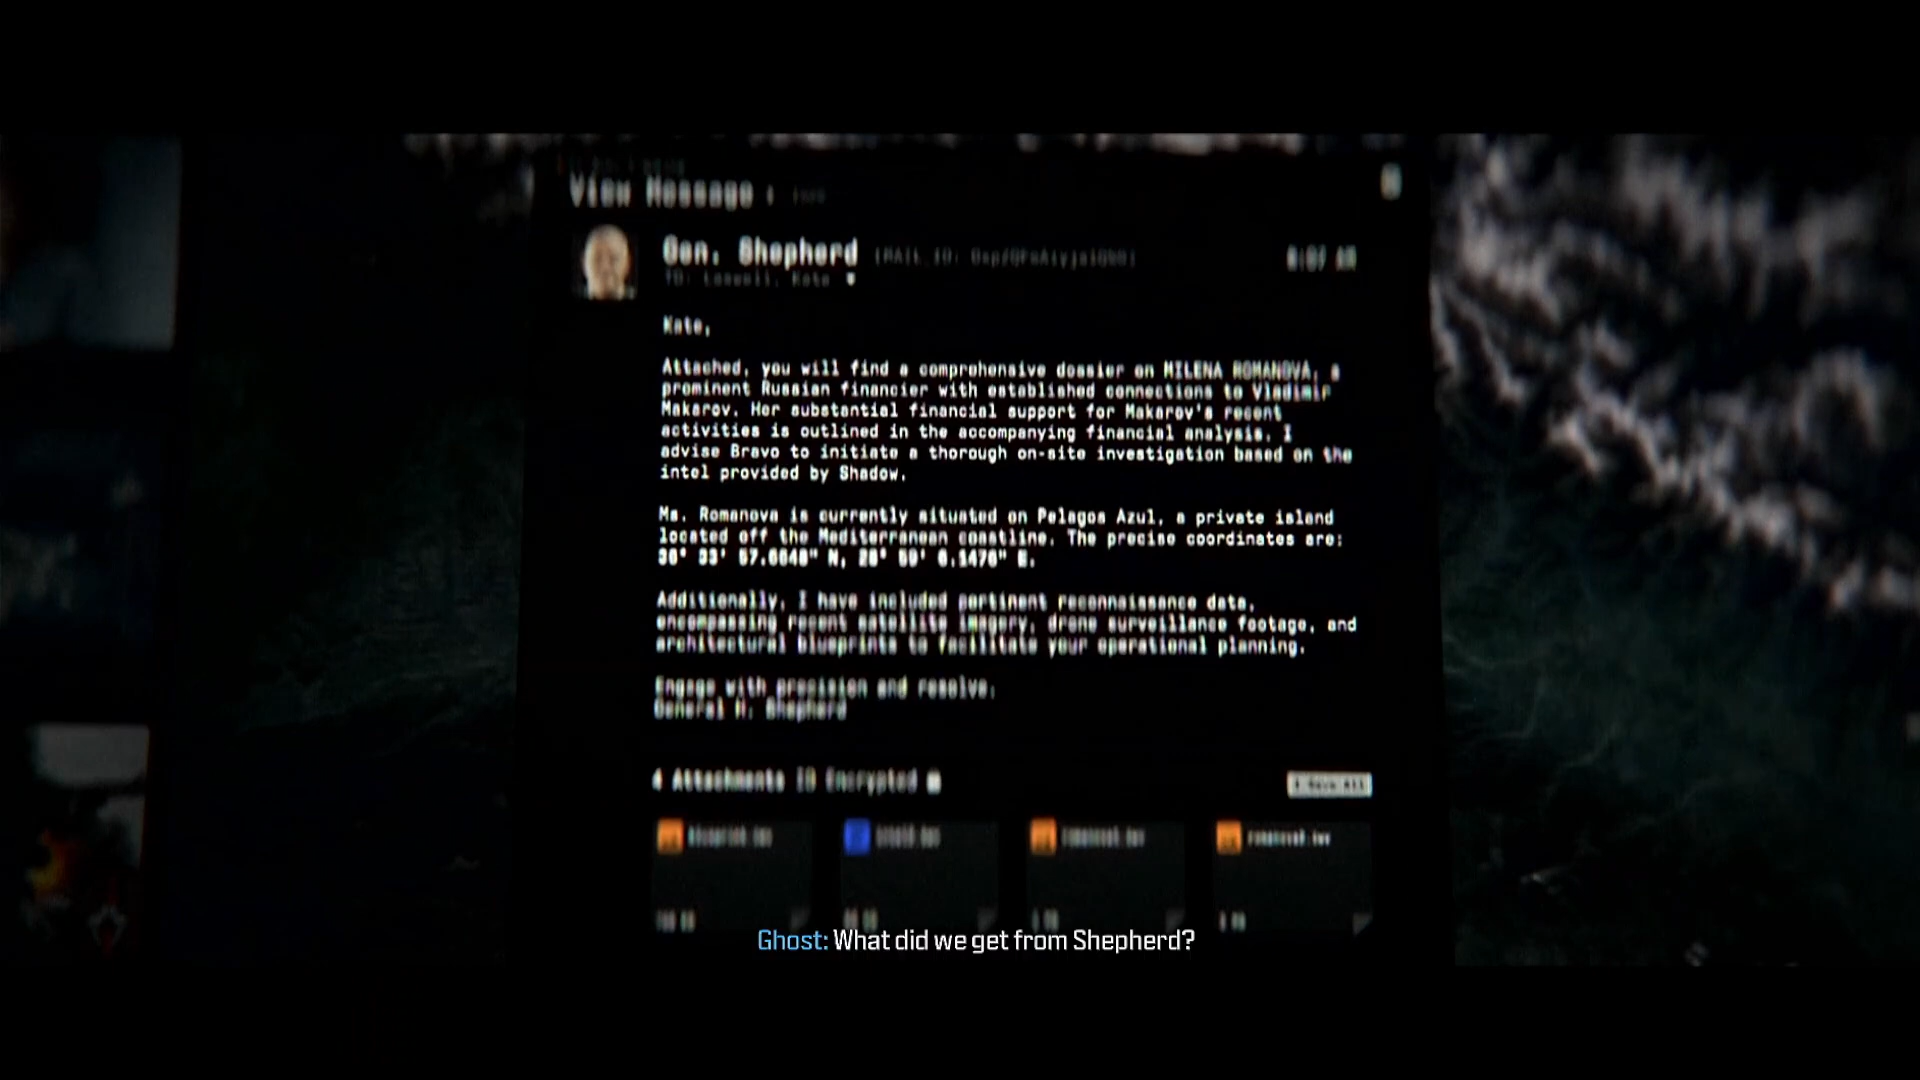 View Message
Gen. Shepherd
TO: Laswell, Kate
Kate,
Attached, you will find a comprehensive dossier on MILENA ROMANOVA, a
prominent Russian financier with established connections to Vladimir
Makarov. Her substantial financial support for Makarov's recent
activities is outlined in the accompanying financial analysis. I
advise Bravo to initiate a thorough on-site investigation based on the
intel provided by Shadow.
Ms. Romanova is currently situated on Pelagos Azul, a private island
located off the Mediterranean coastline. The precise coordinates are:
Additionally, I have included pertinent reconnaissance data,
encompassing recent satellite imagery, drone surveillance footage, and
architectural blueprints to facilitate your operational planning.
Engage with precision and resolve.
General H. Shepherd
4 Attachments Encrypted
Ghost: What did we get from Shepherd?